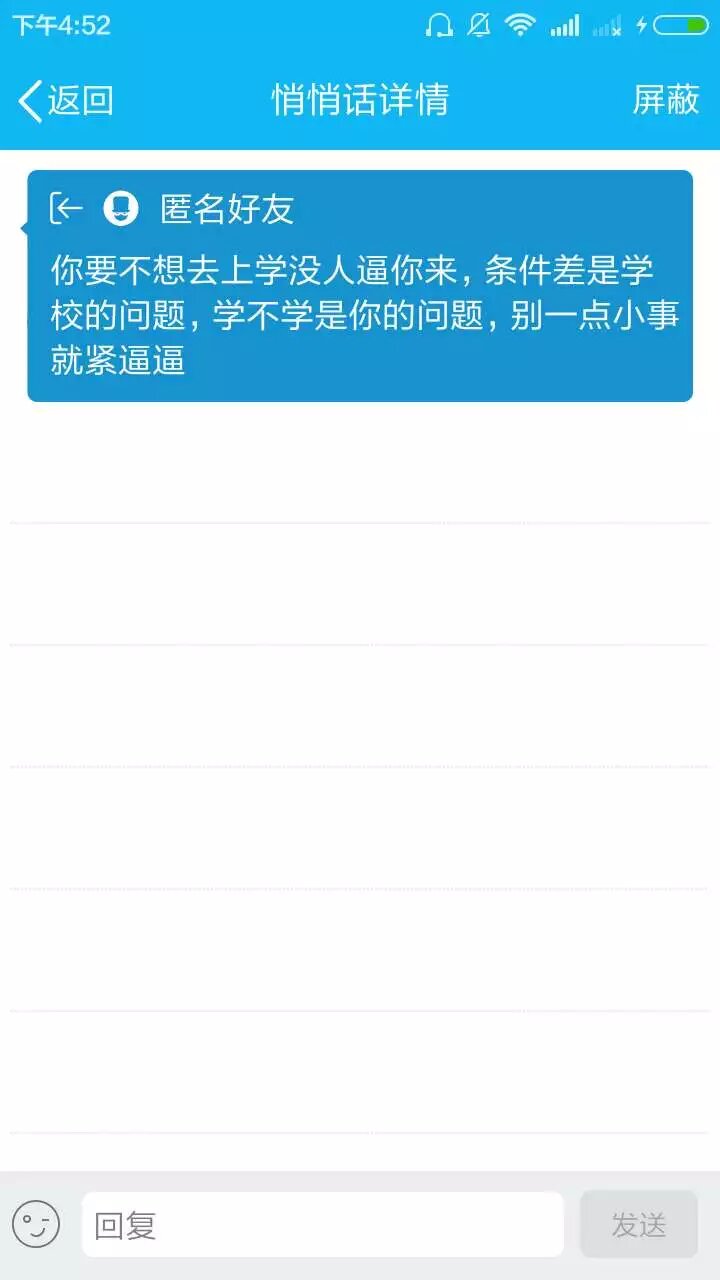 下午4:52
返回 悄悄话详情 屏蔽
匿名好友
你要不想去上学没人逼你来，条件差是学
校的问题，学不学是你的问题，别一点小事
就紧逼逼
回复 发送